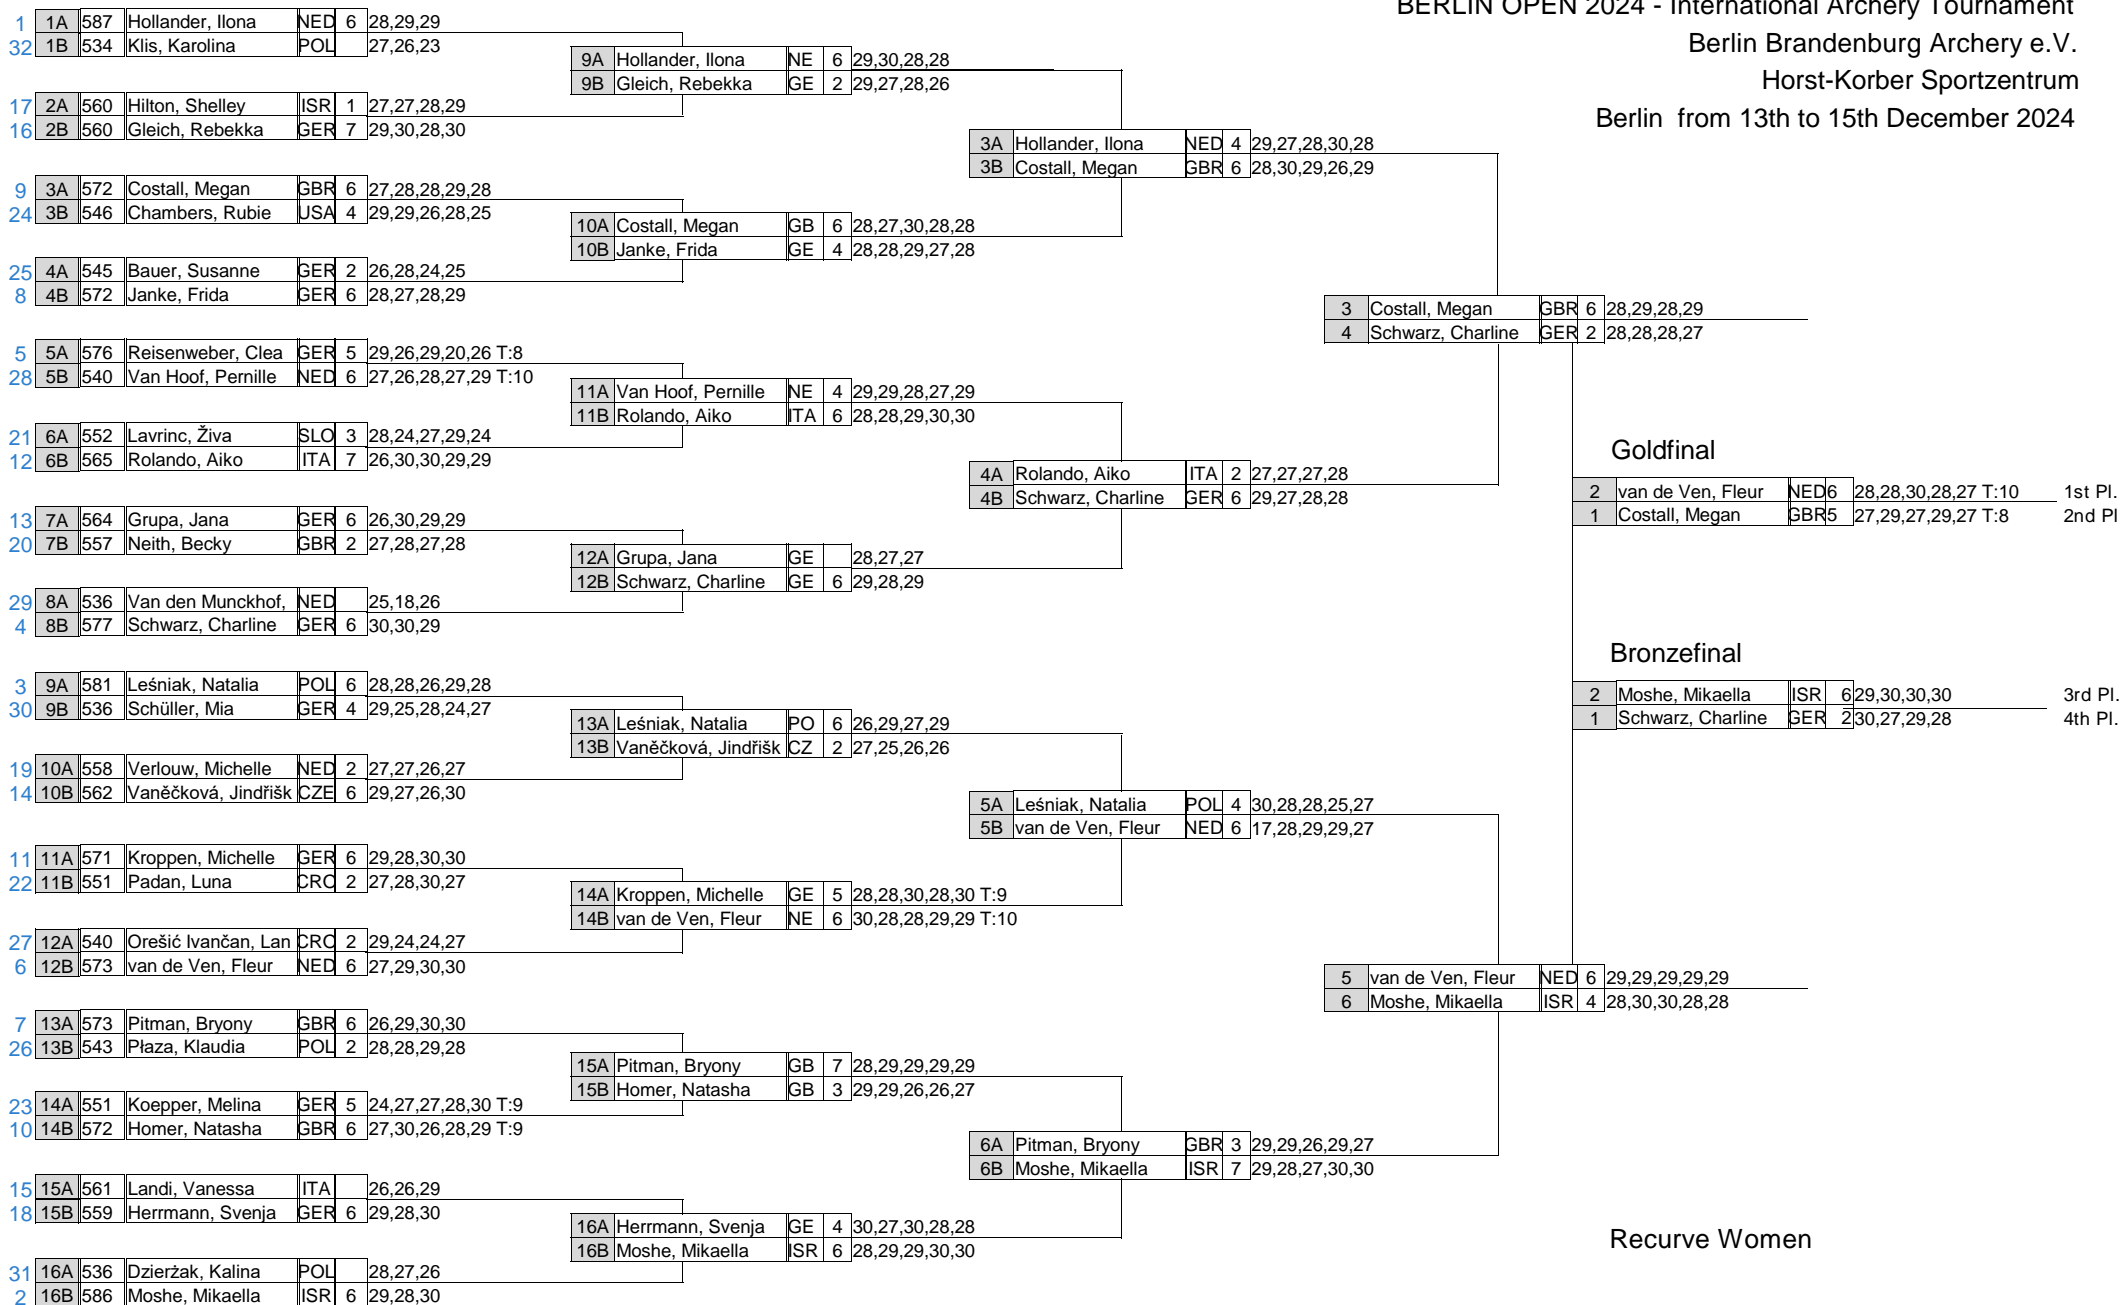 BERLIN OPEN 2024 - International Archery Tournament
Berlin Brandenburg Archery e.V.
Horst-Korber Sportzentrum
Berlin from 13th to 15th December 2024
1 1A 587 Hollander, Ilona NED 6 28,29,29
32 1B 534 Klis, Karolina POL 27,26,23
17 2A 560 Hilton, Shelley ISR 1 27,27,28,29
16 2B 560 Gleich, Rebekka GER 7 29,30,28,30
9 3A 572 Costall, Megan GBR 6 27,28,28,29,28
24 3B 546 Chambers, Rubie USA 4 29,29,26,28,25
25 4A 545 Bauer, Susanne GER 2 26,28,24,25
8 4B 572 Janke, Frida GER 6 28,27,28,29
5 5A 576 Reisenweber, Clea GER 5 29,26,29,20,26 T:8
28 5B 540 Van Hoof, Pernille NED 6 27,26,28,27,29 T:10
21 6A 552 Lavrinc, Živa SLO 3 28,24,27,29,24
12 6B 565 Rolando, Aiko ITA 7 26,30,30,29,29
13 7A 564 Grupa, Jana GER 6 26,30,29,29
20 7B 557 Neith, Becky GBR 2 27,28,27,28
29 8A 536 Van den Munckhof, NED 25,18,26
4 8B 577 Schwarz, Charline GER 6 30,30,29
3 9A 581 Leśniak, Natalia POL 6 28,28,26,29,28
30 9B 536 Schüller, Mia GER 4 29,25,28,24,27
19 10A 558 Verlouw, Michelle NED 2 27,27,26,27
14 10B 562 Vaněčková, Jindřišk CZE 6 29,27,26,30
11 11A 571 Kroppen, Michelle GER 6 29,28,30,30
22 11B 551 Padan, Luna CRO 2 27,28,30,27
27 12A 540 Orešić Ivančan, Lan CRO 2 29,24,24,27
6 12B 573 van de Ven, Fleur NED 6 27,29,30,30
7 13A 573 Pitman, Bryony GBR 6 26,29,30,30
26 13B 543 Płaza, Klaudia POL 2 28,28,29,28
23 14A 551 Koepper, Melina GER 5 24,27,27,28,30 T:9
10 14B 572 Homer, Natasha GBR 6 27,30,26,28,29 T:9
15 15A 561 Landi, Vanessa ITA 26,26,29
18 15B 559 Herrmann, Svenja GER 6 29,28,30
31 16A 536 Dzierżak, Kalina POL 28,27,26
2 16B 586 Moshe, Mikaella ISR 6 29,28,30
9A Hollander, Ilona NE 6 29,30,28,28
9B Gleich, Rebekka GE 2 29,27,28,26
10A Costall, Megan GB 6 28,27,30,28,28
10B Janke, Frida GE 4 28,28,29,27,28
11A Van Hoof, Pernille NE 4 29,29,28,27,29
11B Rolando, Aiko ITA 6 28,28,29,30,30
12A Grupa, Jana GE 28,27,27
12B Schwarz, Charline GE 6 29,28,29
13A Leśniak, Natalia PO 6 26,29,27,29
13B Vaněčková, Jindřišk CZ 2 27,25,26,26
14A Kroppen, Michelle GE 5 28,28,30,28,30 T:9
14B van de Ven, Fleur NE 6 30,28,28,29,29 T:10
15A Pitman, Bryony GB 7 28,29,29,29,29
15B Homer, Natasha GB 3 29,29,26,26,27
16A Herrmann, Svenja GE 4 30,27,30,28,28
16B Moshe, Mikaella ISR 6 28,29,29,30,30
3A Hollander, Ilona NED 4 29,27,28,30,28
3B Costall, Megan GBR 6 28,30,29,26,29
4A Rolando, Aiko ITA 2 27,27,27,28
4B Schwarz, Charline GER 6 29,27,28,28
5A Leśniak, Natalia POL 4 30,28,28,25,27
5B van de Ven, Fleur NED 6 17,28,29,29,27
6A Pitman, Bryony GBR 3 29,29,26,29,27
6B Moshe, Mikaella ISR 7 29,28,27,30,30
3 Costall, Megan GBR 6 28,29,28,29
4 Schwarz, Charline GER 2 28,28,28,27
5 van de Ven, Fleur NED 6 29,29,29,29,29
6 Moshe, Mikaella ISR 4 28,30,30,28,28
Goldfinal
2 van de Ven, Fleur NED 6 28,28,30,28,27 T:10 1st Pl.
1 Costall, Megan GBR 5 27,29,27,29,27 T:8 2nd Pl
Bronzefinal
2 Moshe, Mikaella ISR 6 29,30,30,30 3rd Pl.
1 Schwarz, Charline GER 2 30,27,29,28 4th Pl.
Recurve Women